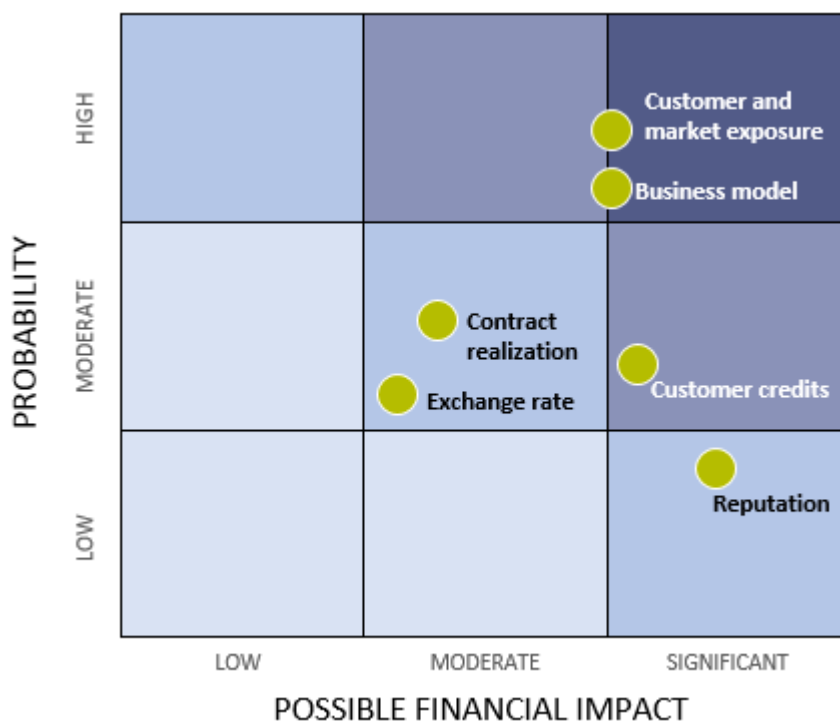 PROBABILITY
HIGH
MODERATE
LOW
Customer and
market exposure
Business model
Contract
realization
Exchange rate
Customer credits
Reputation
LOW
MODERATE
SIGNIFICANT
POSSIBLE FINANCIAL IMPACT